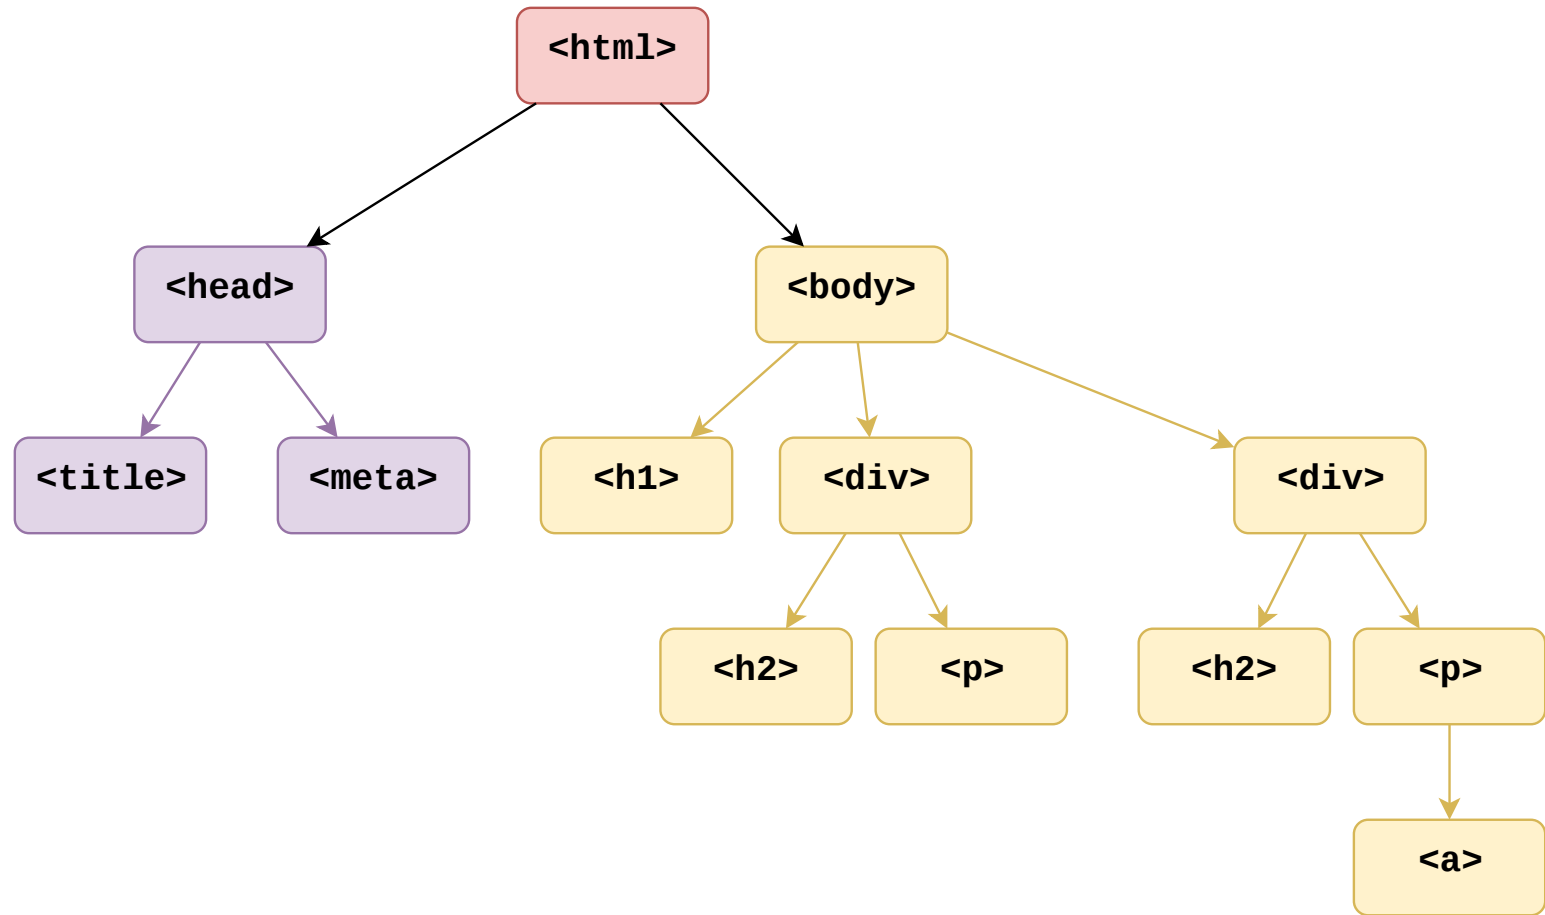 <html>
<head>
<body>
<title>
<meta>
<h1>
<div>
<div>
<h2>
<p>
<h2>
<p>
<a>